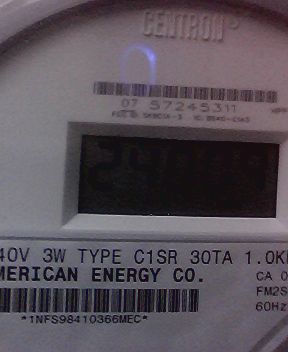 CENTRON
07 57245311
40V 3W TYPE C1SR 30TA 1.0K
MERICAN ENERGY CO.
CA 0
FM2S
60Hz
*1NFS98410366MEC*